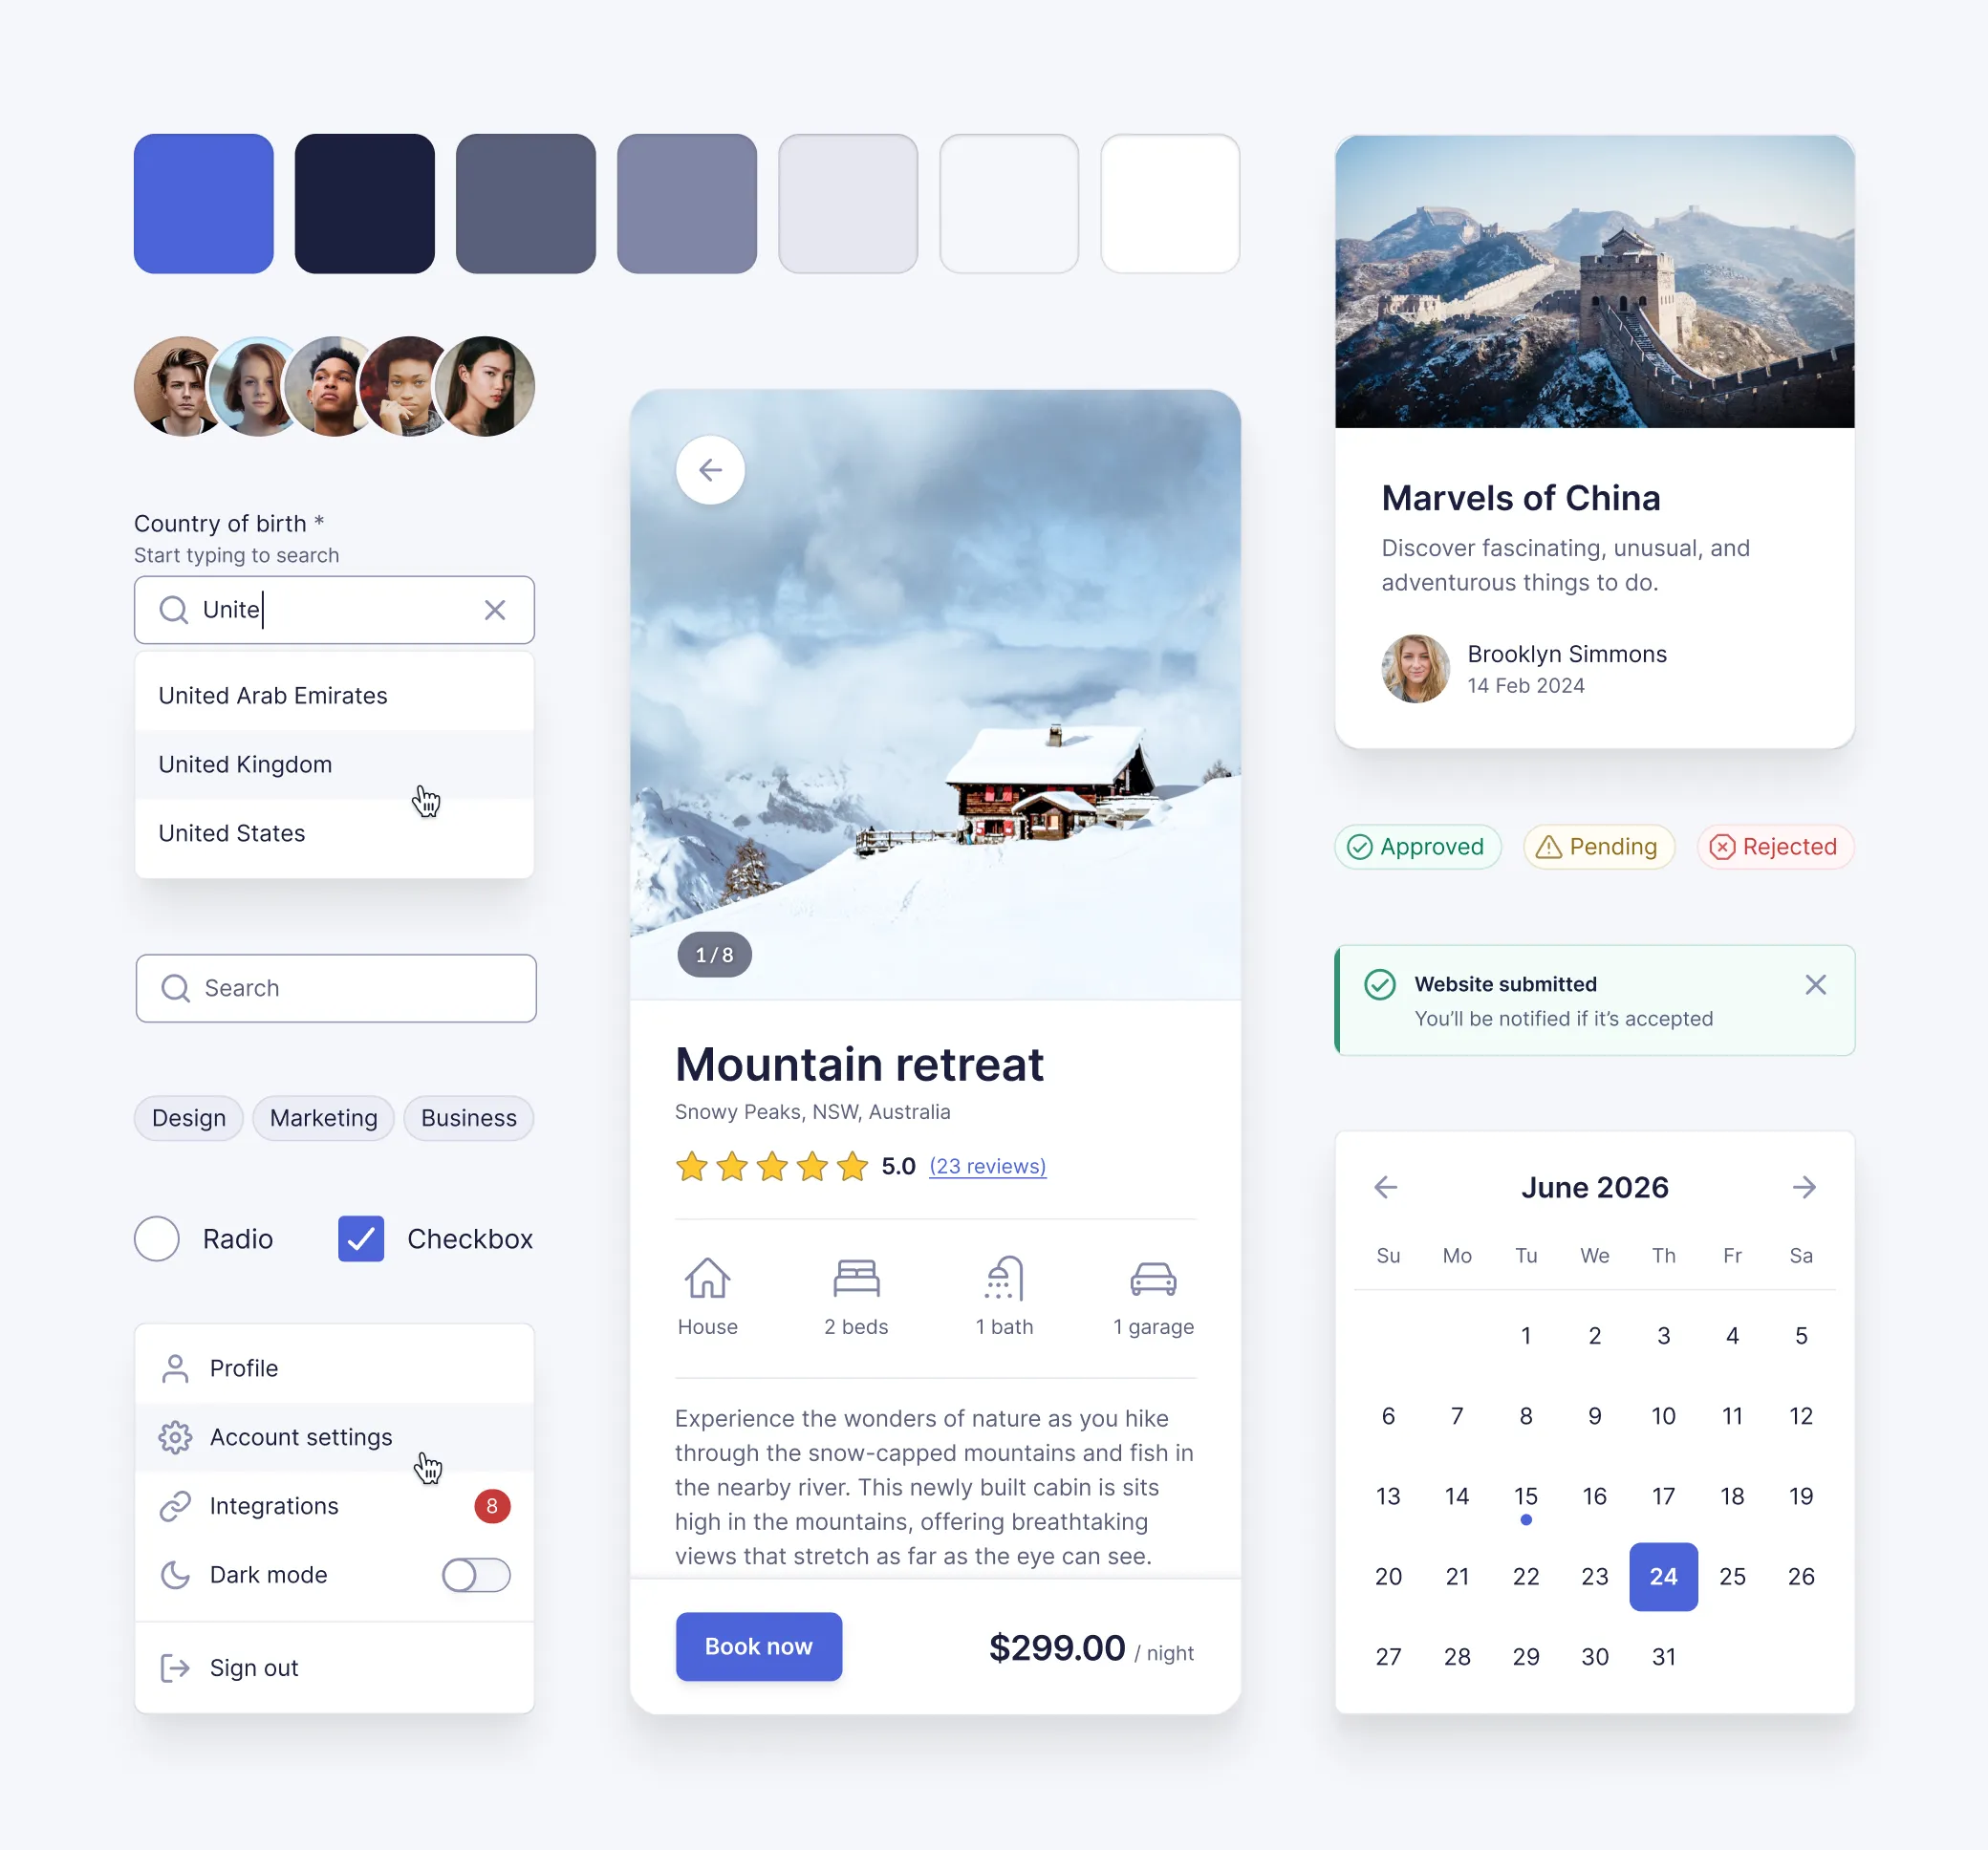 Country of birth *
Start typing to search
Unite
United Arab Emirates
United Kingdom
United States
Search
Design Marketing Business
Radio Checkbox
Profile
Account settings
Integrations 8
Dark mode
Sign out
1 / 8
Mountain retreat
Snowy Peaks, NSW, Australia
5.0 (23 reviews)
House 2 beds 1 bath 1 garage
Experience the wonders of nature as you hike
through the snow-capped mountains and fish in
the nearby river. This newly built cabin is sits
high in the mountains, offering breathtaking
views that stretch as far as the eye can see.
Book now $299.00 / night
Marvels of China
Discover fascinating, unusual, and
adventurous things to do.
Brooklyn Simmons
14 Feb 2024
Approved Pending Rejected
Website submitted
You’ll be notified if it’s accepted
June 2026
Su Mo Tu We Th Fr Sa
1 2 3 4 5
6 7 8 9 10 11 12
13 14 15 16 17 18 19
20 21 22 23 24 25 26
27 28 29 30 31